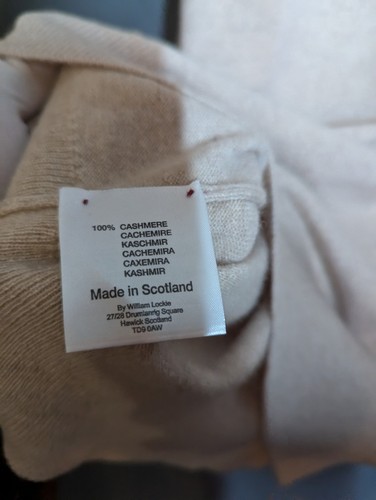 100% CASHMERE
CACHEMIRE
KASCHMIR
CACHEMIRA
CAXEMIRA
KASHMIR
Made in Scotland
By William Lockie
27/28 Drumlanrig Square
Hawick Scotland
TD9 0AW